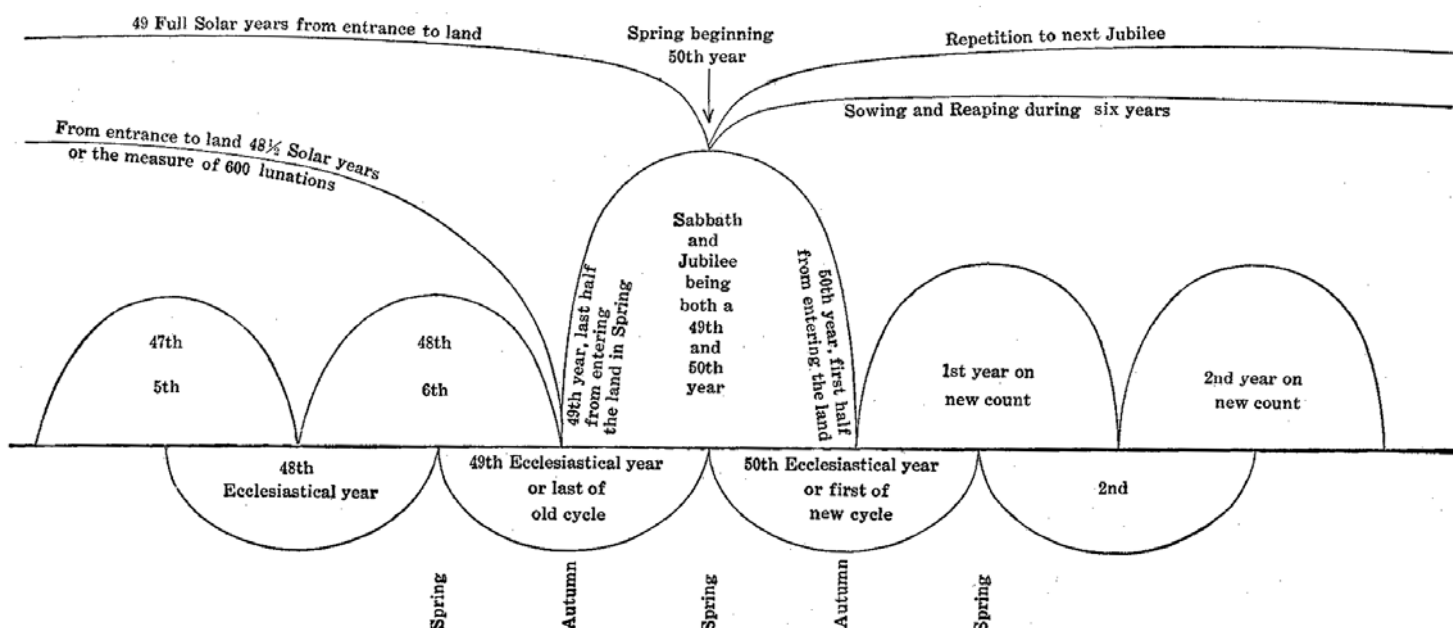 49 Full Solar years from entrance to land
Spring beginning
50th year
Repetition to next Jubilee
Sowing and Reaping during six years
From entrance to land 48½ Solar years
or the measure of 600 lunations
47th
5th
48th
6th
49th year, last half
from entering
the land in Spring
Sabbath
and
Jubilee
being
both a
49th
and
50th
year
50th year, first half
from entering the land
1st year on
new count
2nd year on
new count
48th
Ecclesiastical year
49th Ecclesiastical year
or last of
old cycle
50th Ecclesiastical year
or first of
new cycle
2nd
Spring
Autumn
Spring
Autumn
Spring